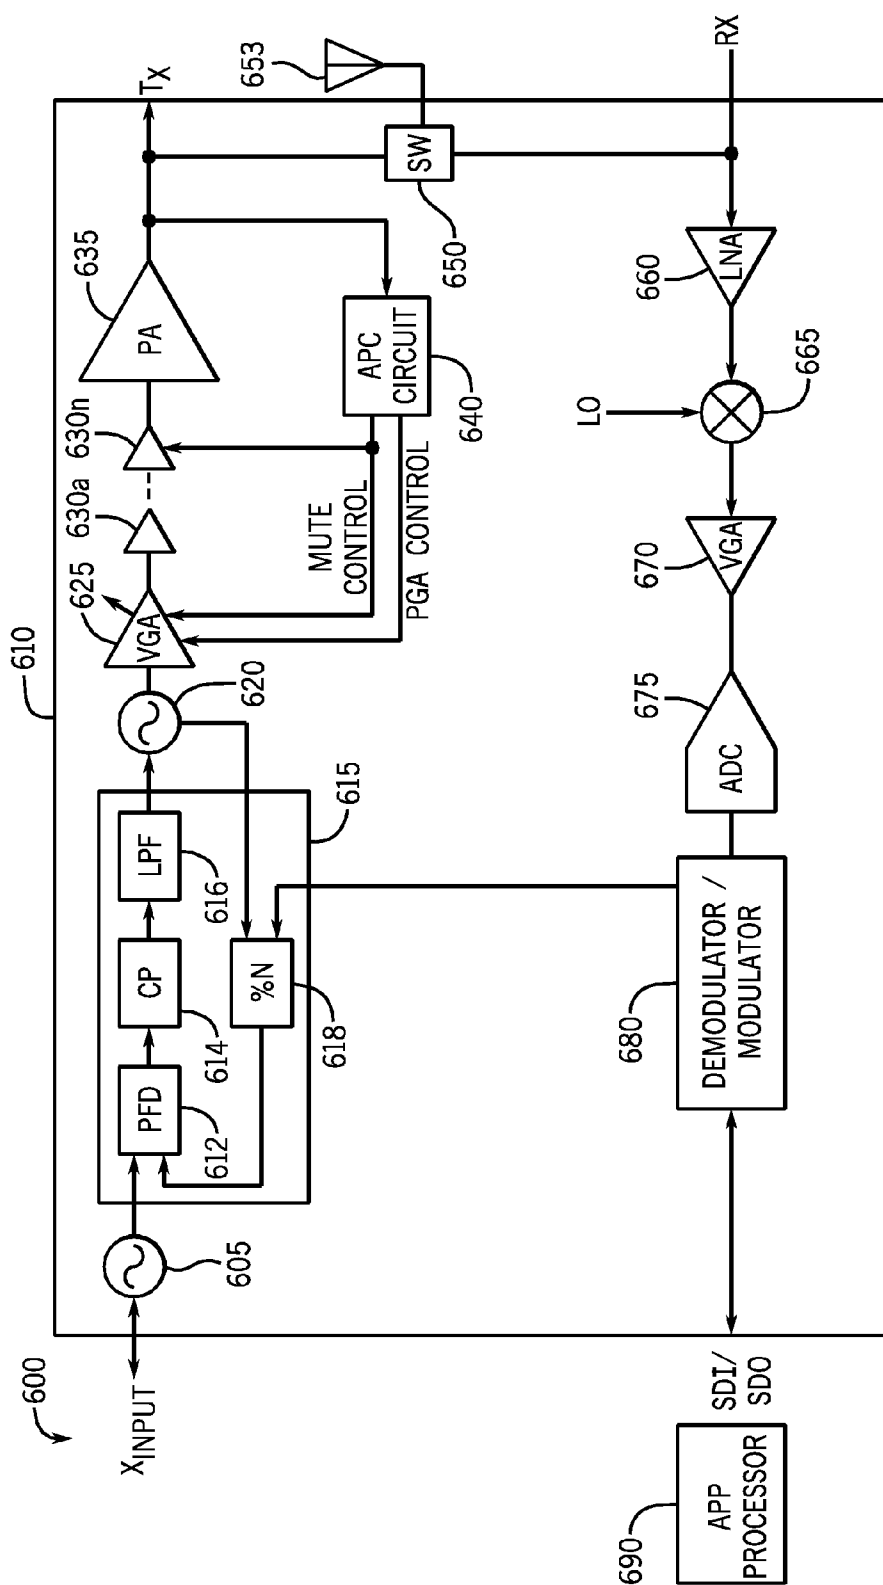 600
610
X_INPUT
605
615
PFD
612
CP
614
LPF
616
%N
618
620
VGA
625
630a
630n
PA
635
MUTE
CONTROL
PGA CONTROL
APC
CIRCUIT
640
TX
SW
650
653
RX
LNA
660
LO
665
VGA
670
ADC
675
DEMODULATOR /
MODULATOR
680
SDI/
SDO
APP
PROCESSOR
690